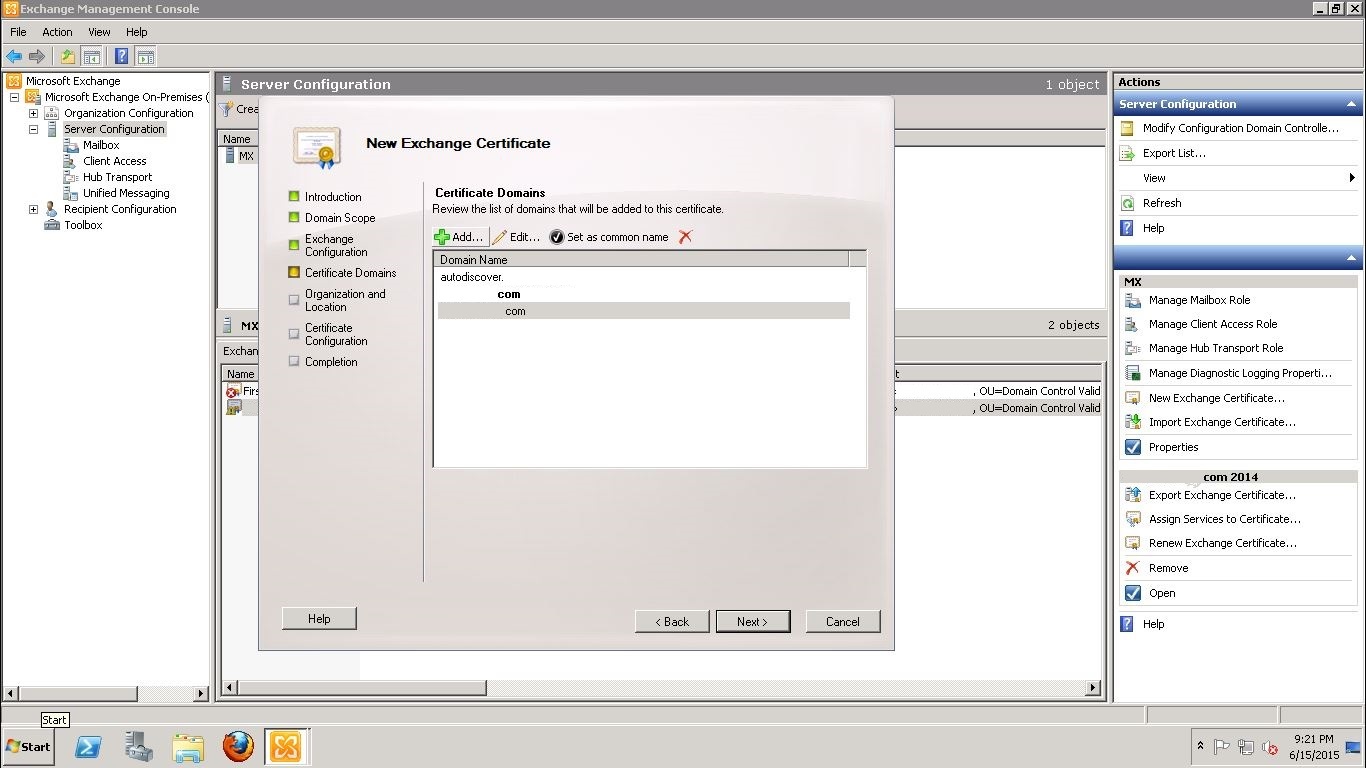 Exchange Management Console
File Action View Help
Microsoft Exchange
Microsoft Exchange On-Premises (
Organization Configuration
Server Configuration
Mailbox
Client Access
Hub Transport
Unified Messaging
Recipient Configuration
Toolbox
Server Configuration 1 object
Crea
Name
MX
MX 2 objects
Exchan
Name t
Firs , OU=Domain Control Valid
, OU=Domain Control Valid
New Exchange Certificate
Introduction
Domain Scope
Exchange
Configuration
Certificate Domains
Organization and
Location
Certificate
Configuration
Completion
Certificate Domains
Review the list of domains that will be added to this certificate.
Add... Edit... Set as common name
Domain Name
autodiscover.
com
com
Help < Back Next > Cancel
Actions
Server Configuration
Modify Configuration Domain Controlle...
Export List...
View
Refresh
Help
MX
Manage Mailbox Role
Manage Client Access Role
Manage Hub Transport Role
Manage Diagnostic Logging Properti...
New Exchange Certificate...
Import Exchange Certificate...
Properties
com 2014
Export Exchange Certificate...
Assign Services to Certificate...
Renew Exchange Certificate...
Remove
Open
Help
Start
Start
9:21 PM
6/15/2015